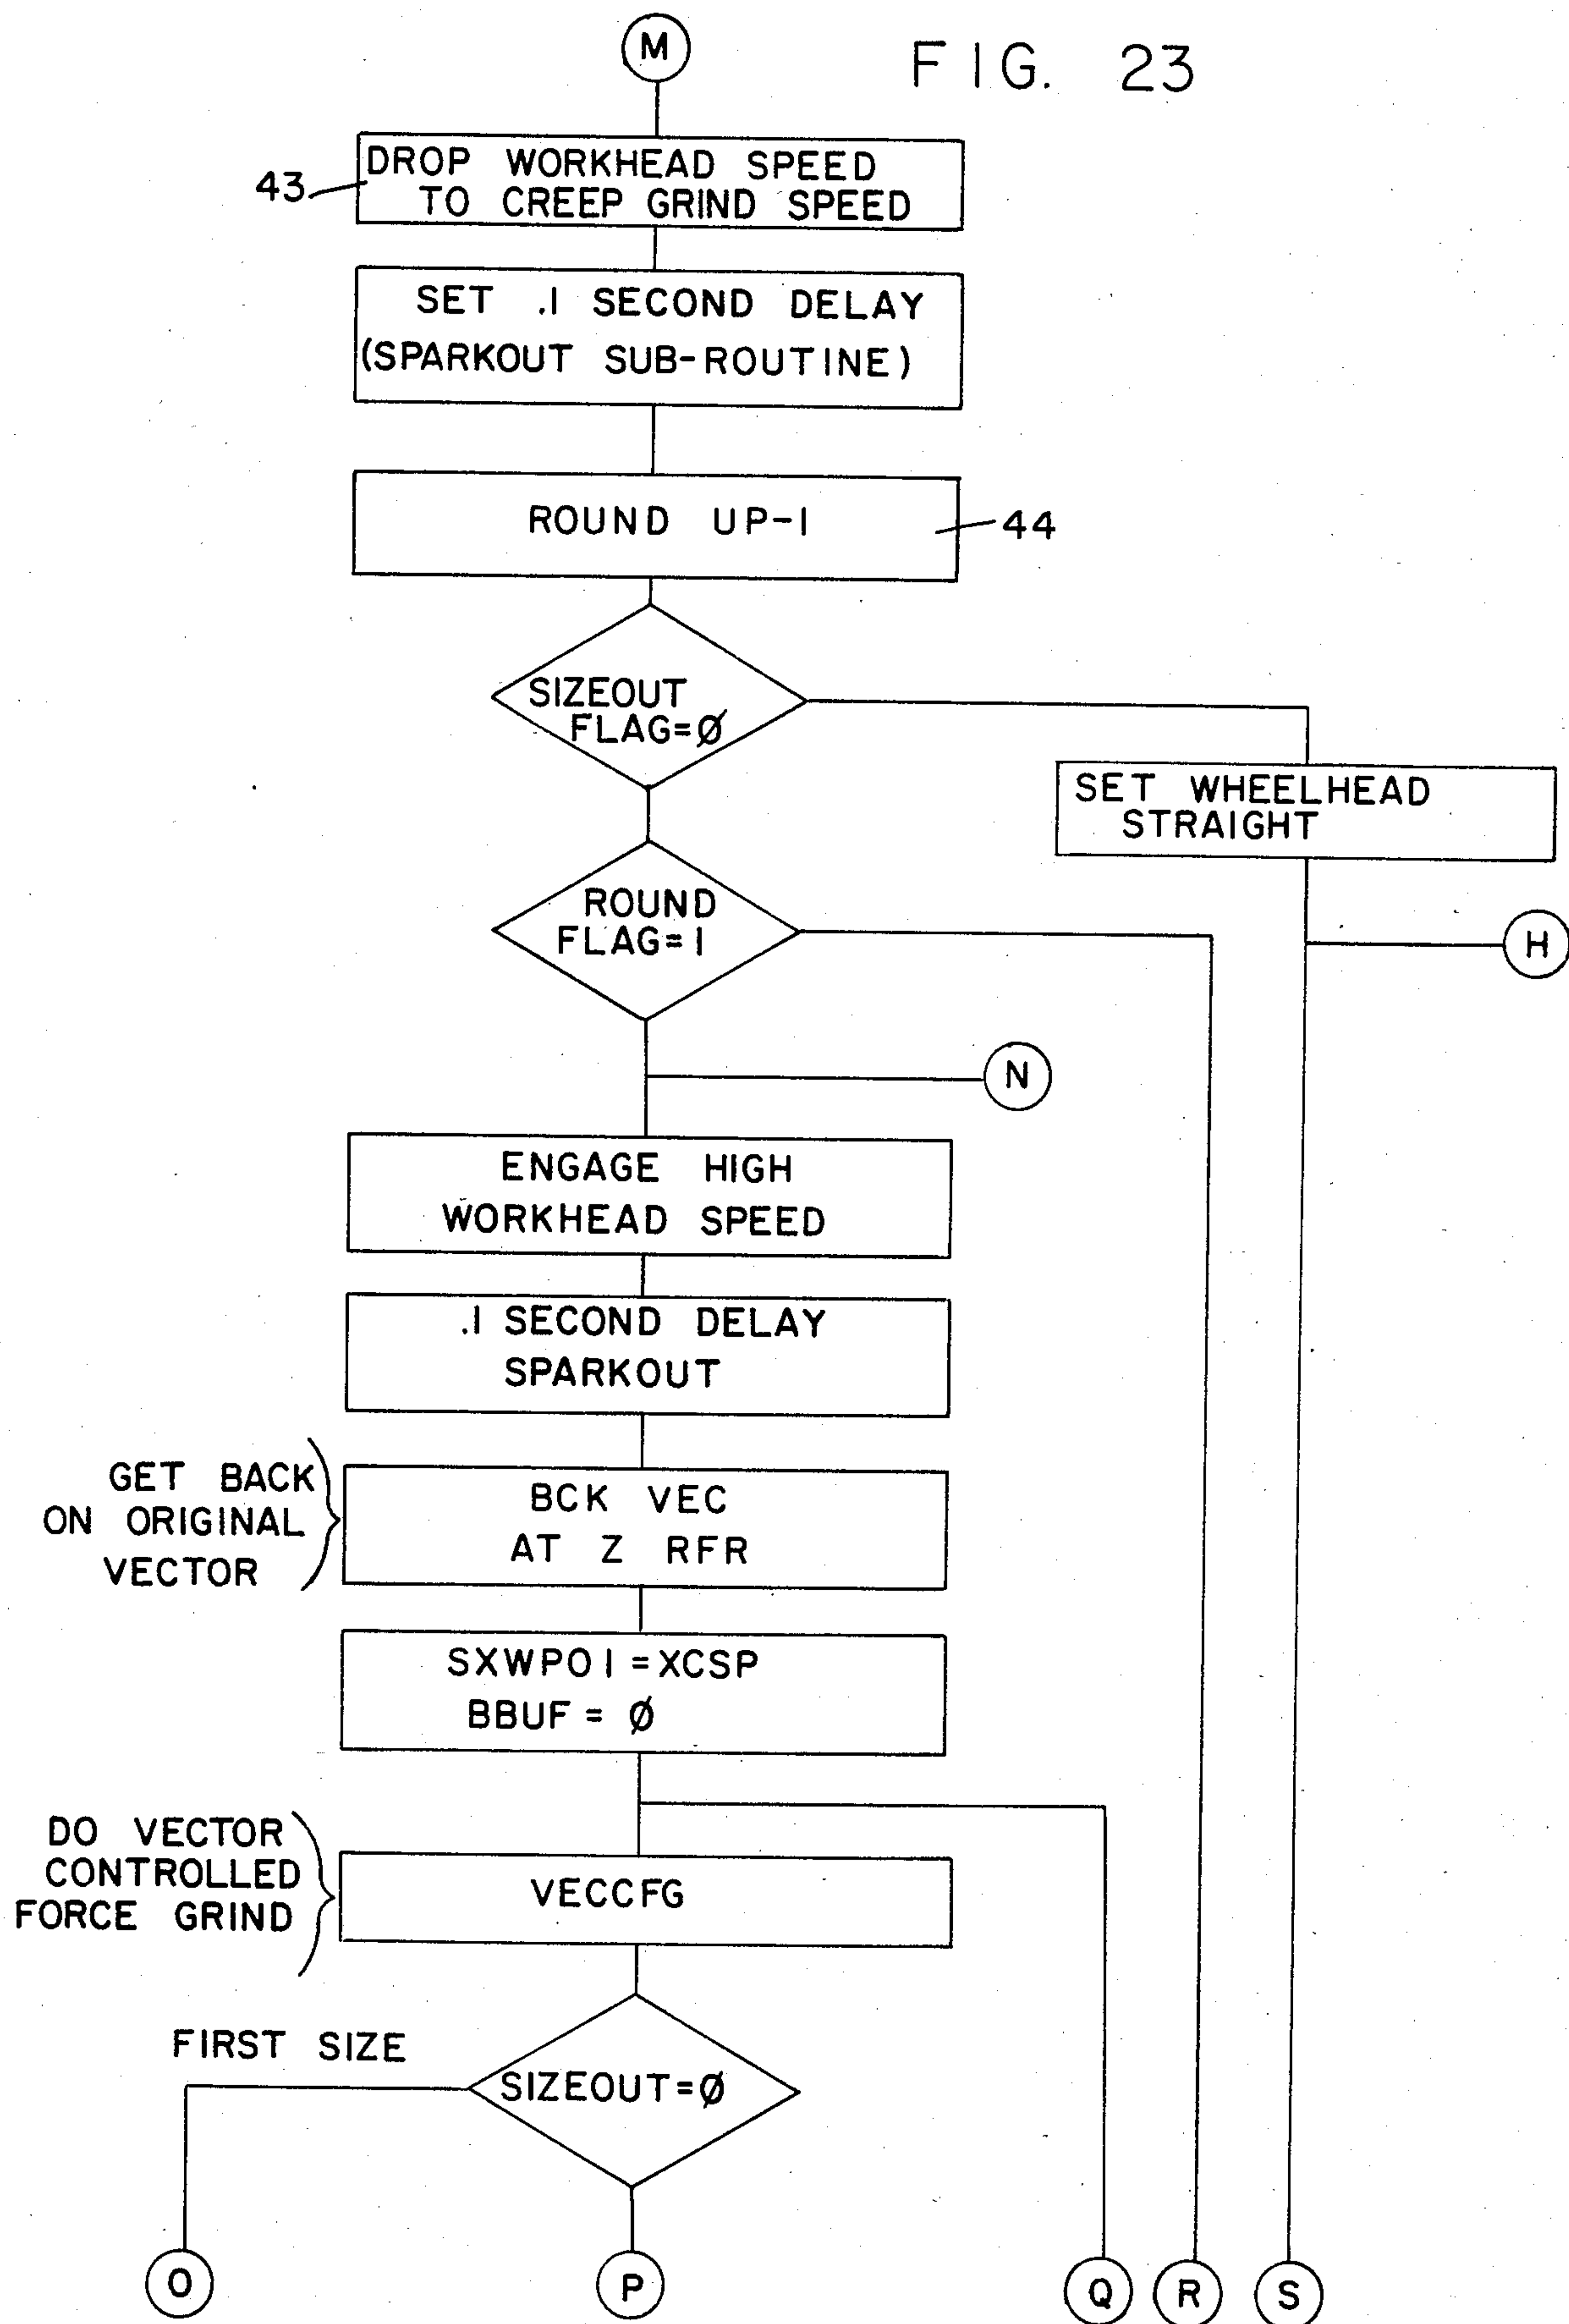 M
FIG. 23
43
DROP WORKHEAD SPEED
TO CREEP GRIND SPEED
SET .1 SECOND DELAY
(SPARKOUT SUB-ROUTINE)
ROUND UP-1
44
SIZEOUT
FLAG=Ø
SET WHEELHEAD
STRAIGHT
ROUND
FLAG=1
H
N
ENGAGE HIGH
WORKHEAD SPEED
.1 SECOND DELAY
SPARKOUT
GET BACK
ON ORIGINAL
VECTOR
BCK VEC
AT Z RFR
SXWPO1=XCSP
BBUF = Ø
DO VECTOR
CONTROLLED
FORCE GRIND
VECCFG
FIRST SIZE
SIZEOUT=Ø
O
P
Q
R
S